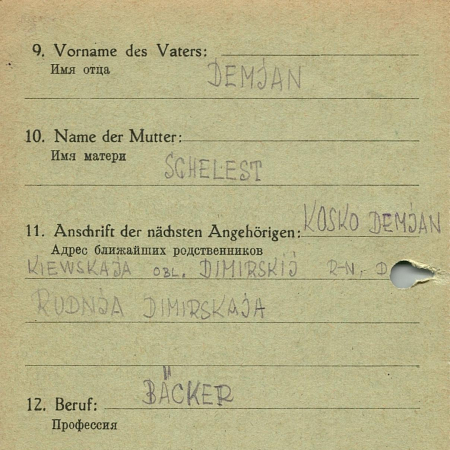 9. Vorname des Vaters:
Имя отца
DEMJAN
10. Name der Mutter:
Имя матери
SCHELEST
11. Anschrift der nächsten Angehörigen: KOSKO DEMJAN
Адрес ближайших родственников
KIEWSKAJA OBL. DIMIRSKIJ R-N, D
RUDNJA DIMIRSKAJA
12. Beruf: BÄCKER
Профессия